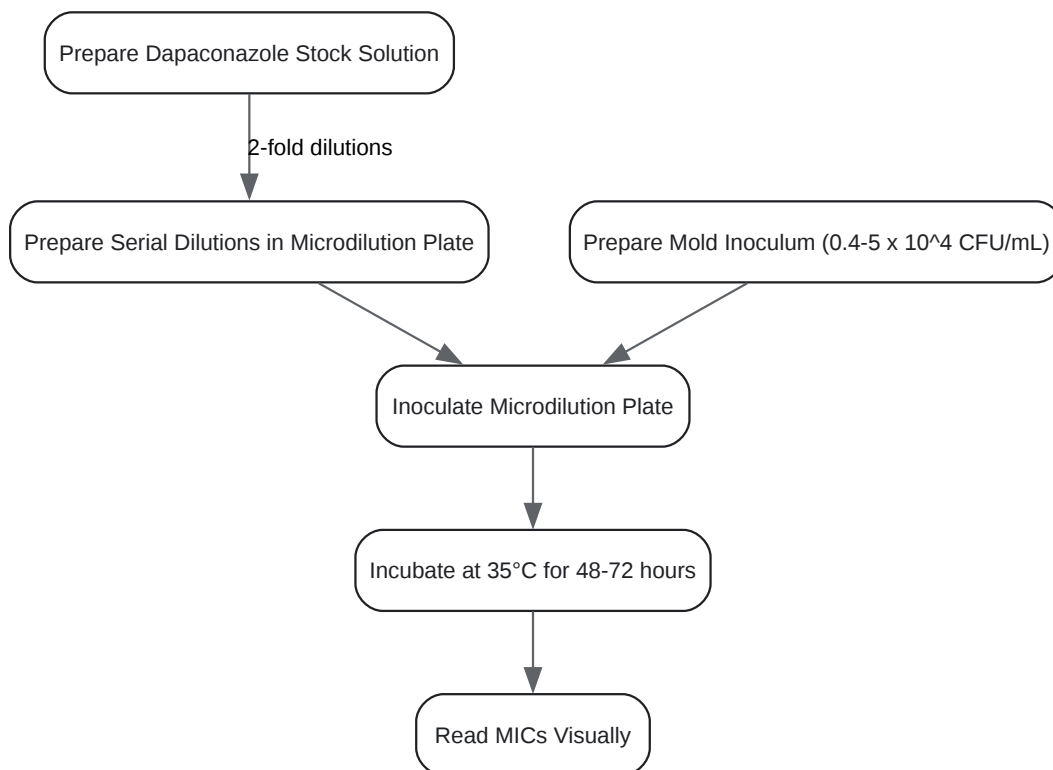 Prepare Dapaconazole Stock Solution
2-fold dilutions
Prepare Serial Dilutions in Microdilution Plate
Prepare Mold Inoculum (0.4-5 x 10^4 CFU/mL)
Inoculate Microdilution Plate
Incubate at 35°C for 48-72 hours
Read MICs Visually